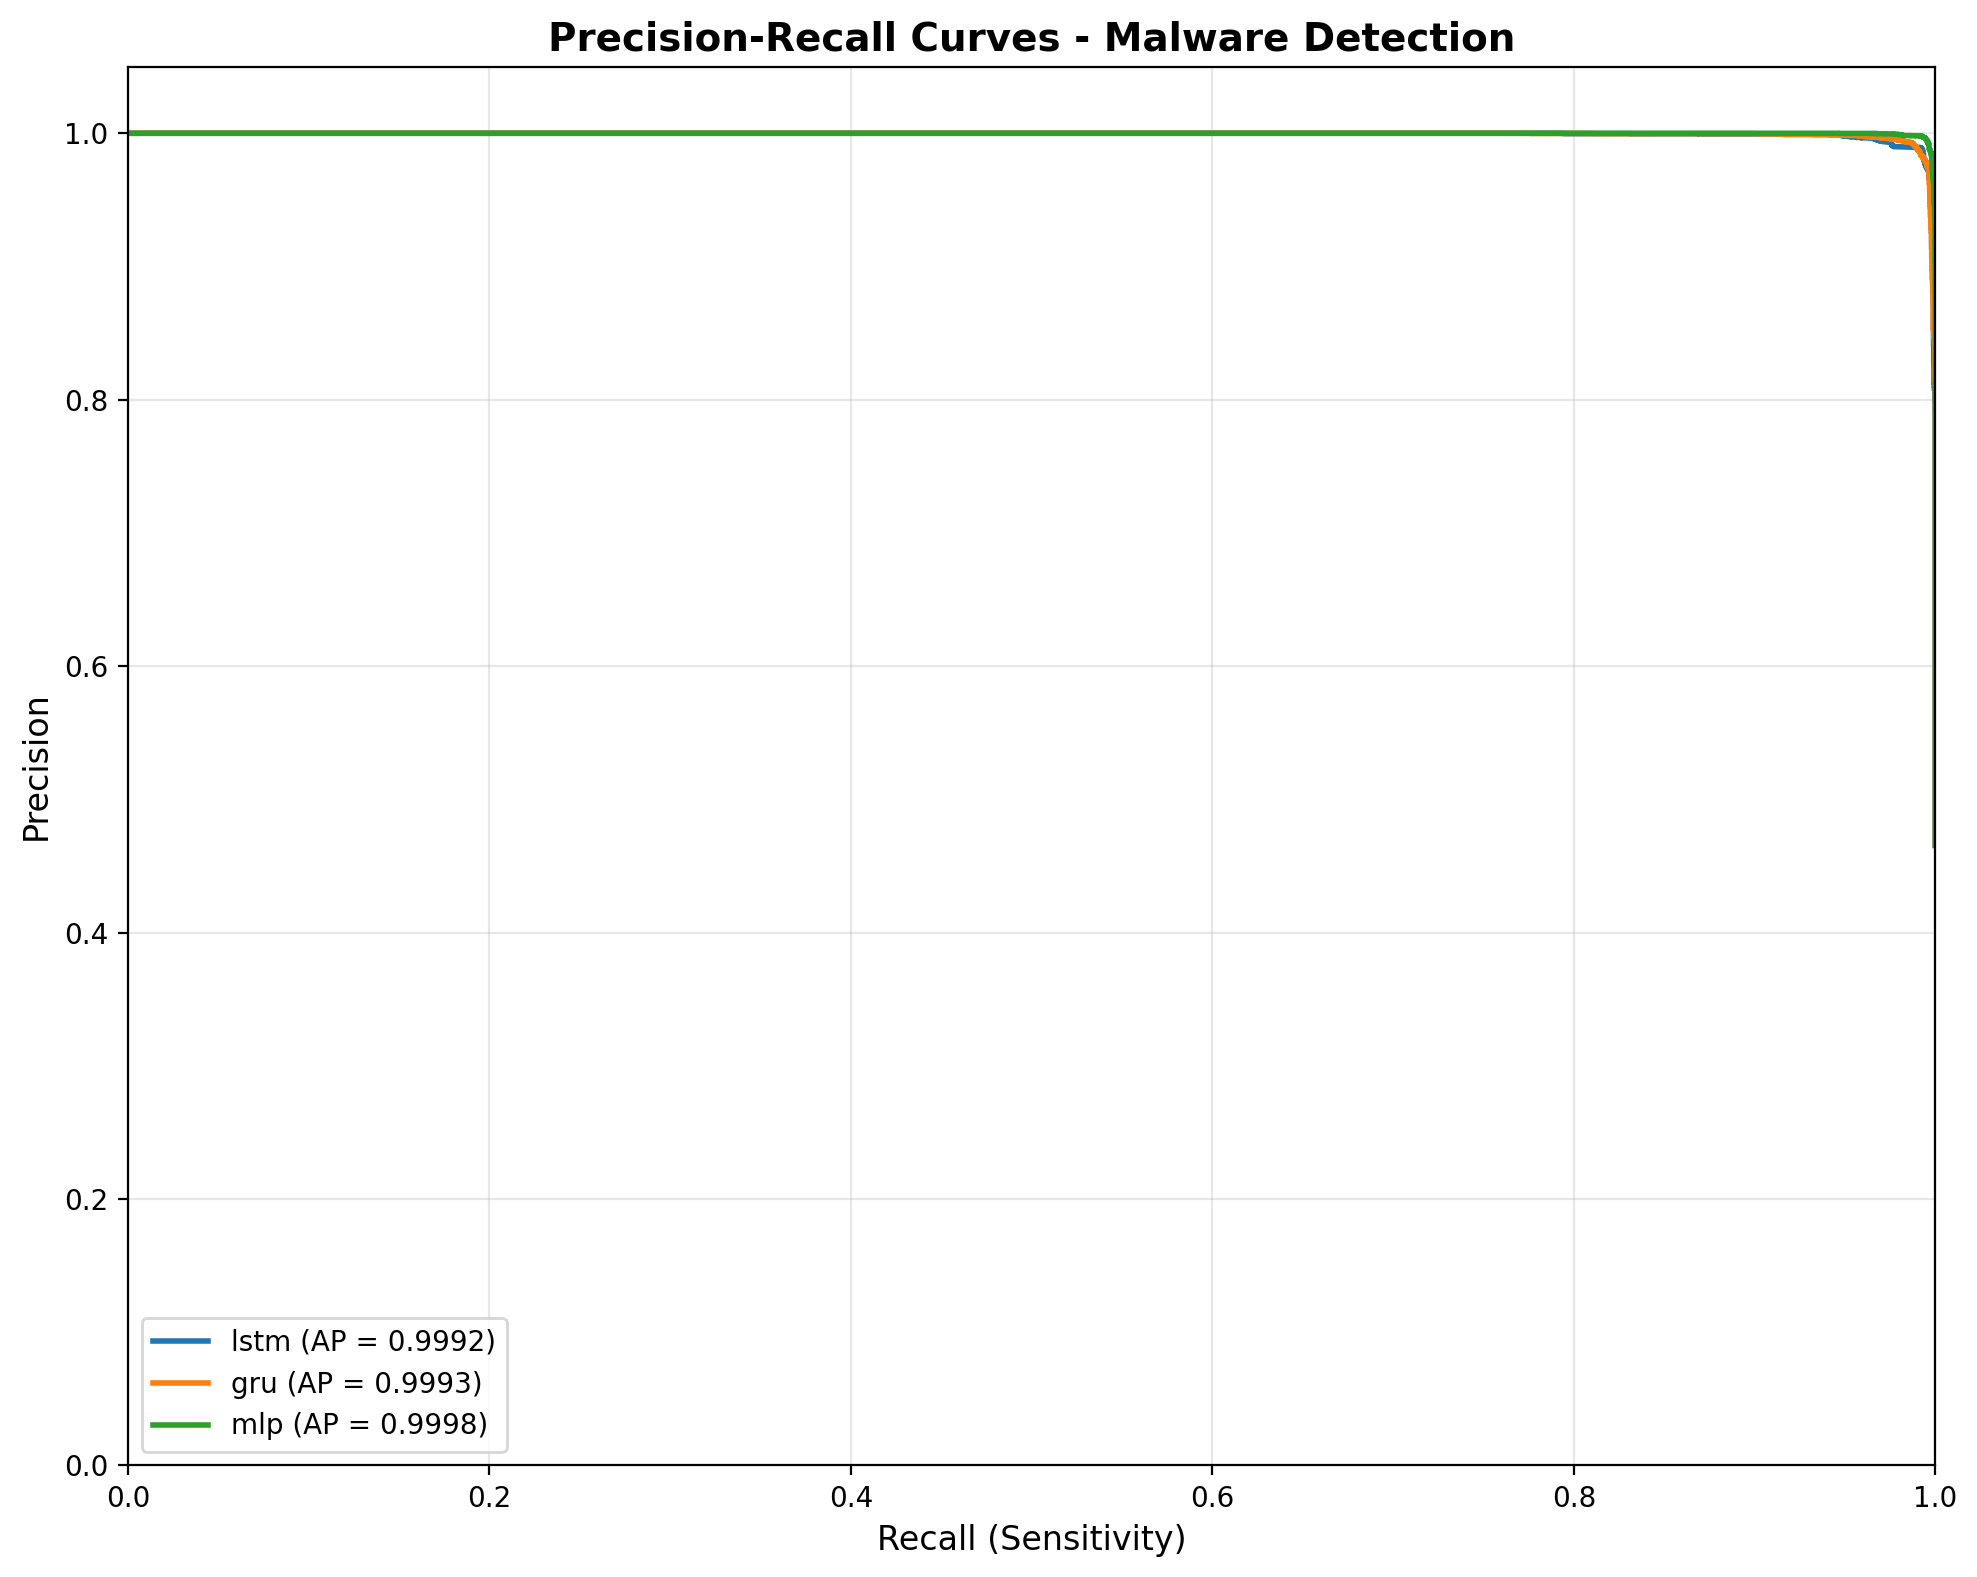 Precision-Recall Curves - Malware Detection
1.0
0.8
0.6
0.4
0.2
0.0
Precision
lstm (AP = 0.9992)
gru (AP = 0.9993)
mlp (AP = 0.9998)
0.0 0.2 0.4 0.6 0.8 1.0
Recall (Sensitivity)